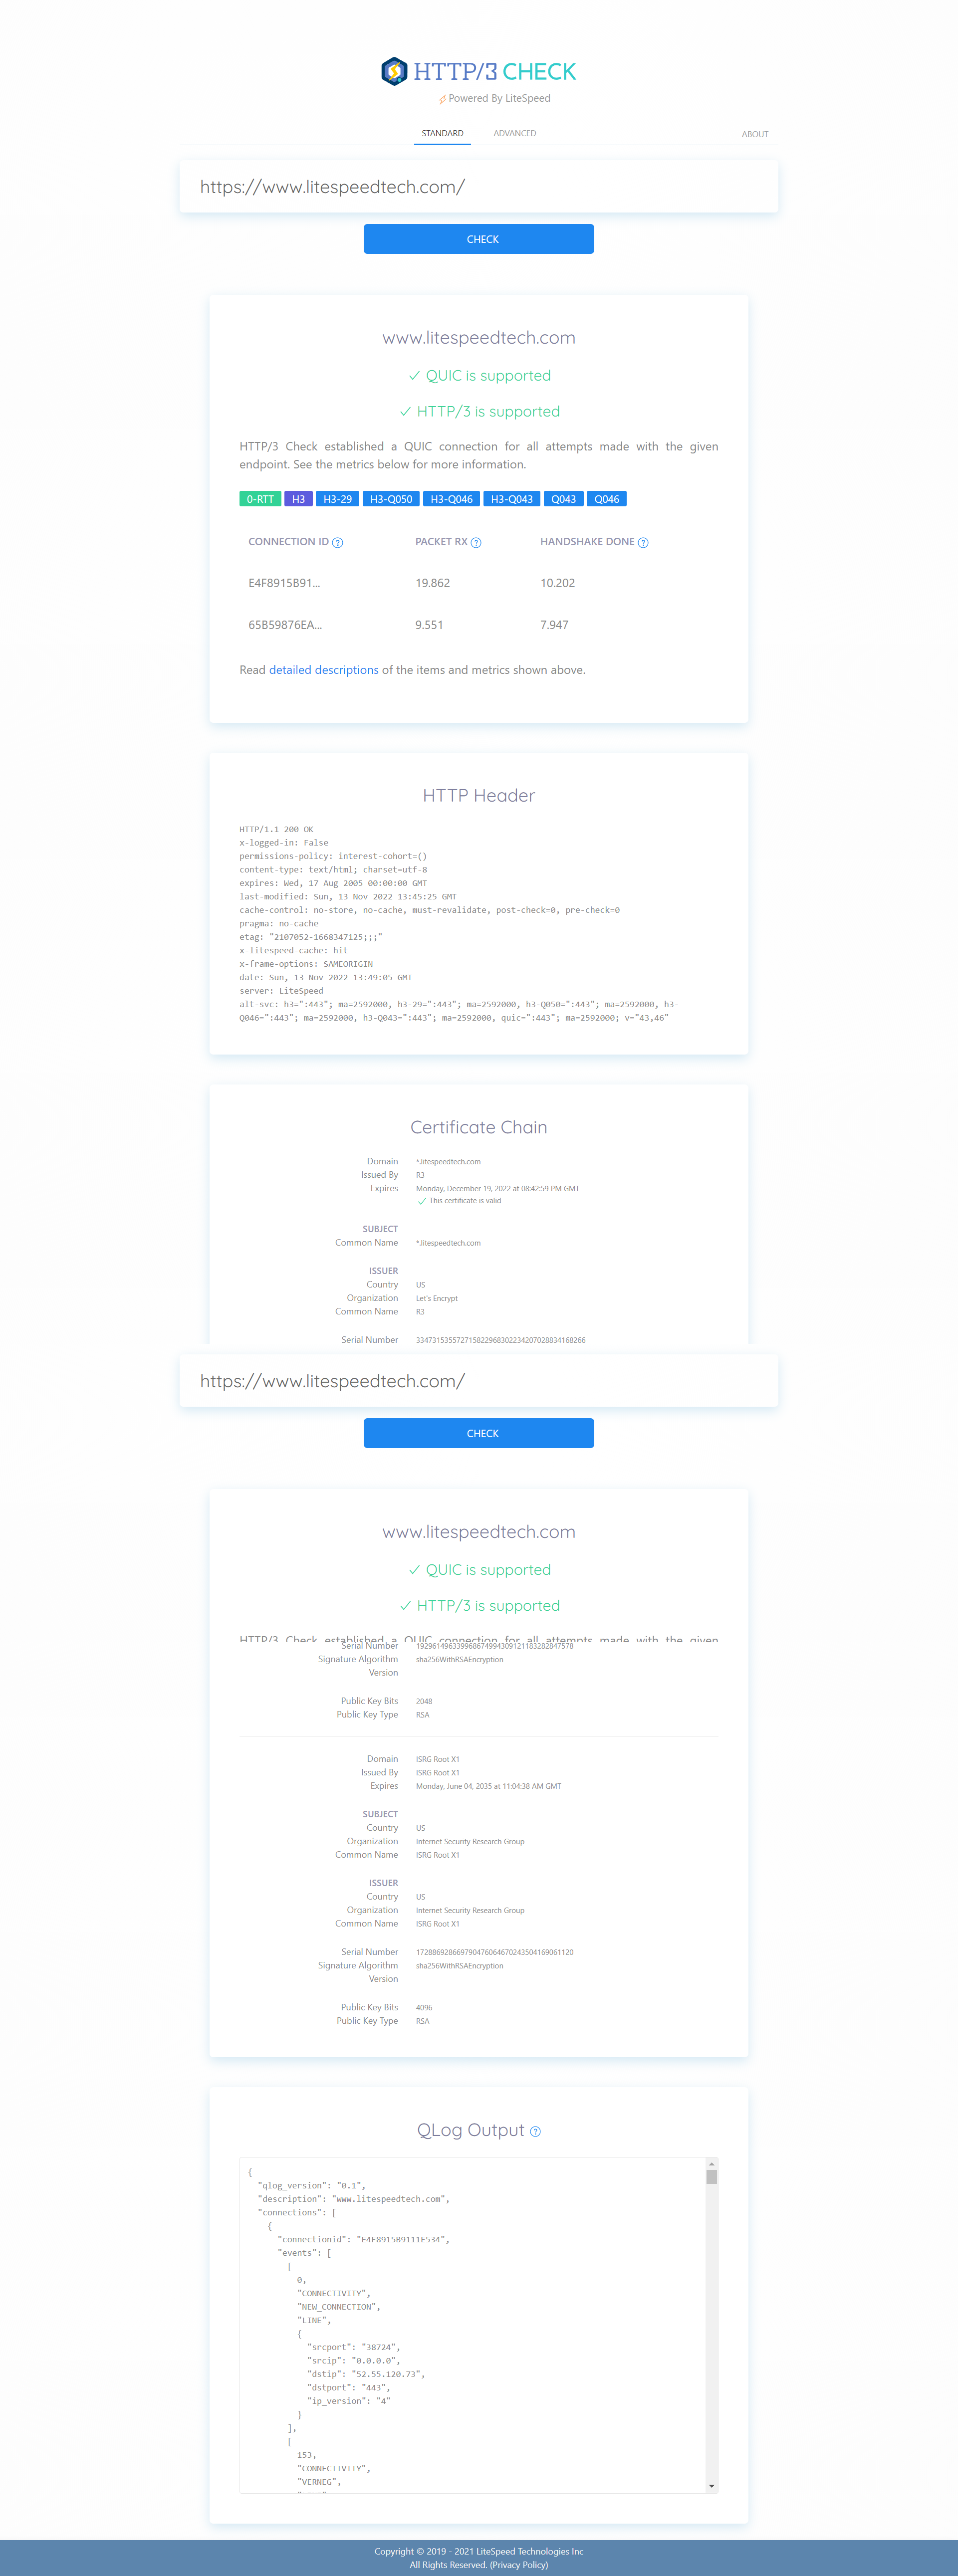 HTTP/3 CHECK
Powered By LiteSpeed
STANDARD ADVANCED ABOUT
https://www.litespeedtech.com/
CHECK
www.litespeedtech.com
✓ QUIC is supported
✓ HTTP/3 is supported
HTTP/3 Check established a QUIC connection for all attempts made with the given
endpoint. See the metrics below for more information.
0-RTT H3 H3-29 H3-Q050 H3-Q046 H3-Q043 Q043 Q046
CONNECTION ID ? PACKET RX ? HANDSHAKE DONE ?
E4F8915B91... 19.862 10.202
65B59876EA... 9.551 7.947
Read detailed descriptions of the items and metrics shown above.
HTTP Header
HTTP/1.1 200 OK
x-logged-in: False
permissions-policy: interest-cohort=()
content-type: text/html; charset=utf-8
expires: Wed, 17 Aug 2005 00:00:00 GMT
last-modified: Sun, 13 Nov 2022 13:45:25 GMT
cache-control: no-store, no-cache, must-revalidate, post-check=0, pre-check=0
pragma: no-cache
etag: "2107052-1668347125;;;"
x-litespeed-cache: hit
x-frame-options: SAMEORIGIN
date: Sun, 13 Nov 2022 13:49:05 GMT
server: LiteSpeed
alt-svc: h3=":443"; ma=2592000, h3-29=":443"; ma=2592000, h3-Q050=":443"; ma=2592000, h3-
Q046=":443"; ma=2592000, h3-Q043=":443"; ma=2592000, quic=":443"; ma=2592000; v="43,46"
Certificate Chain
Domain *.litespeedtech.com
Issued By R3
Expires Monday, December 19, 2022 at 08:42:59 PM GMT
✓ This certificate is valid
SUBJECT
Common Name *.litespeedtech.com
ISSUER
Country US
Organization Let's Encrypt
Common Name R3
Serial Number 334731535572715822968302234207028834168266
https://www.litespeedtech.com/
CHECK
www.litespeedtech.com
✓ QUIC is supported
✓ HTTP/3 is supported
HTTP/3 Check established a QUIC connection for all attempts made with the given
Serial Number 192961496339968674994309121183282847578
Signature Algorithm sha256WithRSAEncryption
Version
Public Key Bits 2048
Public Key Type RSA
Domain ISRG Root X1
Issued By ISRG Root X1
Expires Monday, June 04, 2035 at 11:04:38 AM GMT
SUBJECT
Country US
Organization Internet Security Research Group
Common Name ISRG Root X1
ISSUER
Country US
Organization Internet Security Research Group
Common Name ISRG Root X1
Serial Number 172886928669790476064670243504169061120
Signature Algorithm sha256WithRSAEncryption
Version
Public Key Bits 4096
Public Key Type RSA
QLog Output ?
{
"qlog_version": "0.1",
"description": "www.litespeedtech.com",
"connections": [
{
"connectionid": "E4F8915B9111E534",
"events": [
[
0,
"CONNECTIVITY",
"NEW_CONNECTION",
"LINE",
{
"srcport": "38724",
"srcip": "0.0.0.0",
"dstip": "52.55.120.73",
"dstport": "443",
"ip_version": "4"
}
],
[
153,
"CONNECTIVITY",
"VERNEG",
Copyright © 2019 - 2021 LiteSpeed Technologies Inc
All Rights Reserved. (Privacy Policy)